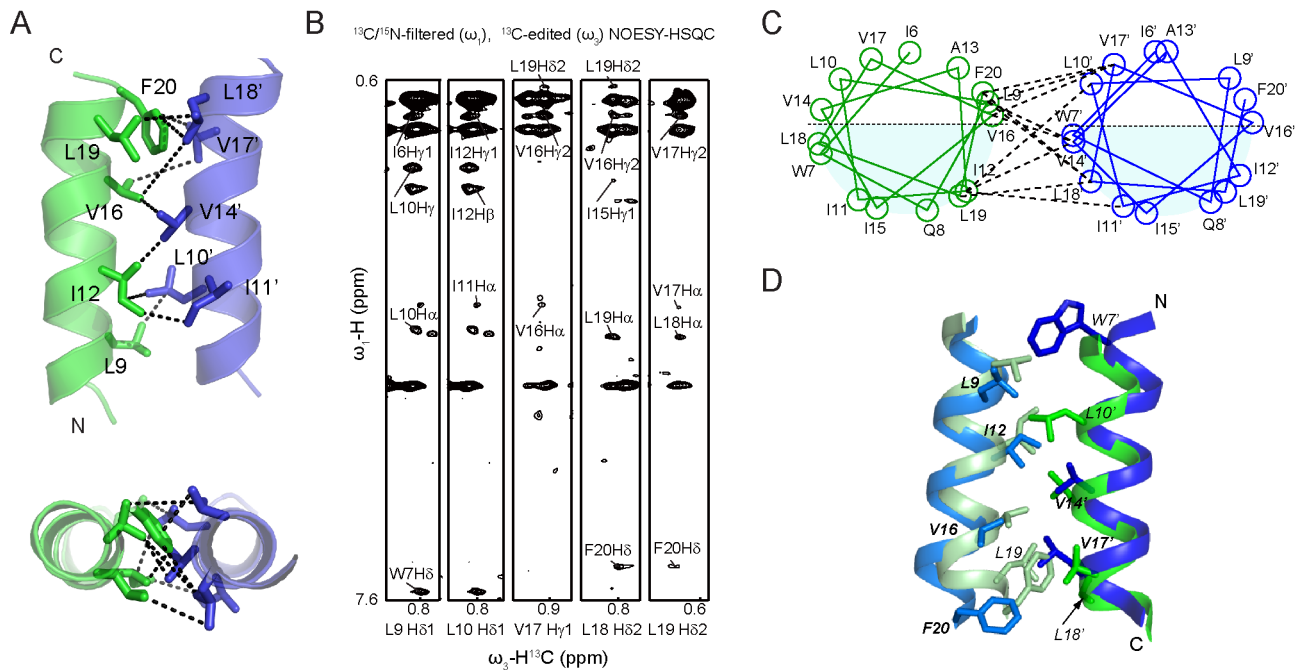 A
C
F20
L18'
L19
V17'
V16
V14'
L10'
I12
I11'
L9
N
B
¹³C/¹⁵N-filtered (ω₁), ¹³C-edited (ω₃) NOESY-HSQC
L19Hδ2 L19Hδ2
0.6
I6Hγ1 I12Hγ1 V16Hγ2 V16Hγ2 V17Hγ2
L10Hγ I12Hβ I15Hγ1
I11Hα V17Hα
L10Hα V16Hα L19Hα L18Hα
F20Hδ F20Hδ
W7Hδ
7.6
ω₁-H (ppm)
0.8 0.8 0.9 0.8 0.6
L9 Hδ1 L10 Hδ1 V17 Hγ1 L18 Hδ2 L19 Hδ2
ω₃-H¹³C (ppm)
C
V17 I6 A13
L10 F20
L9
V14 V16
L18
W7 I12
I11 L19
I15 Q8
I6' A13'
V17' L9'
L10' F20'
W7' V16'
V14'
L18' I12'
I11' L19'
I15' Q8'
D
N
W7'
L9
L10'
I12
V14'
V16
L19 V17'
F20
L18'
C